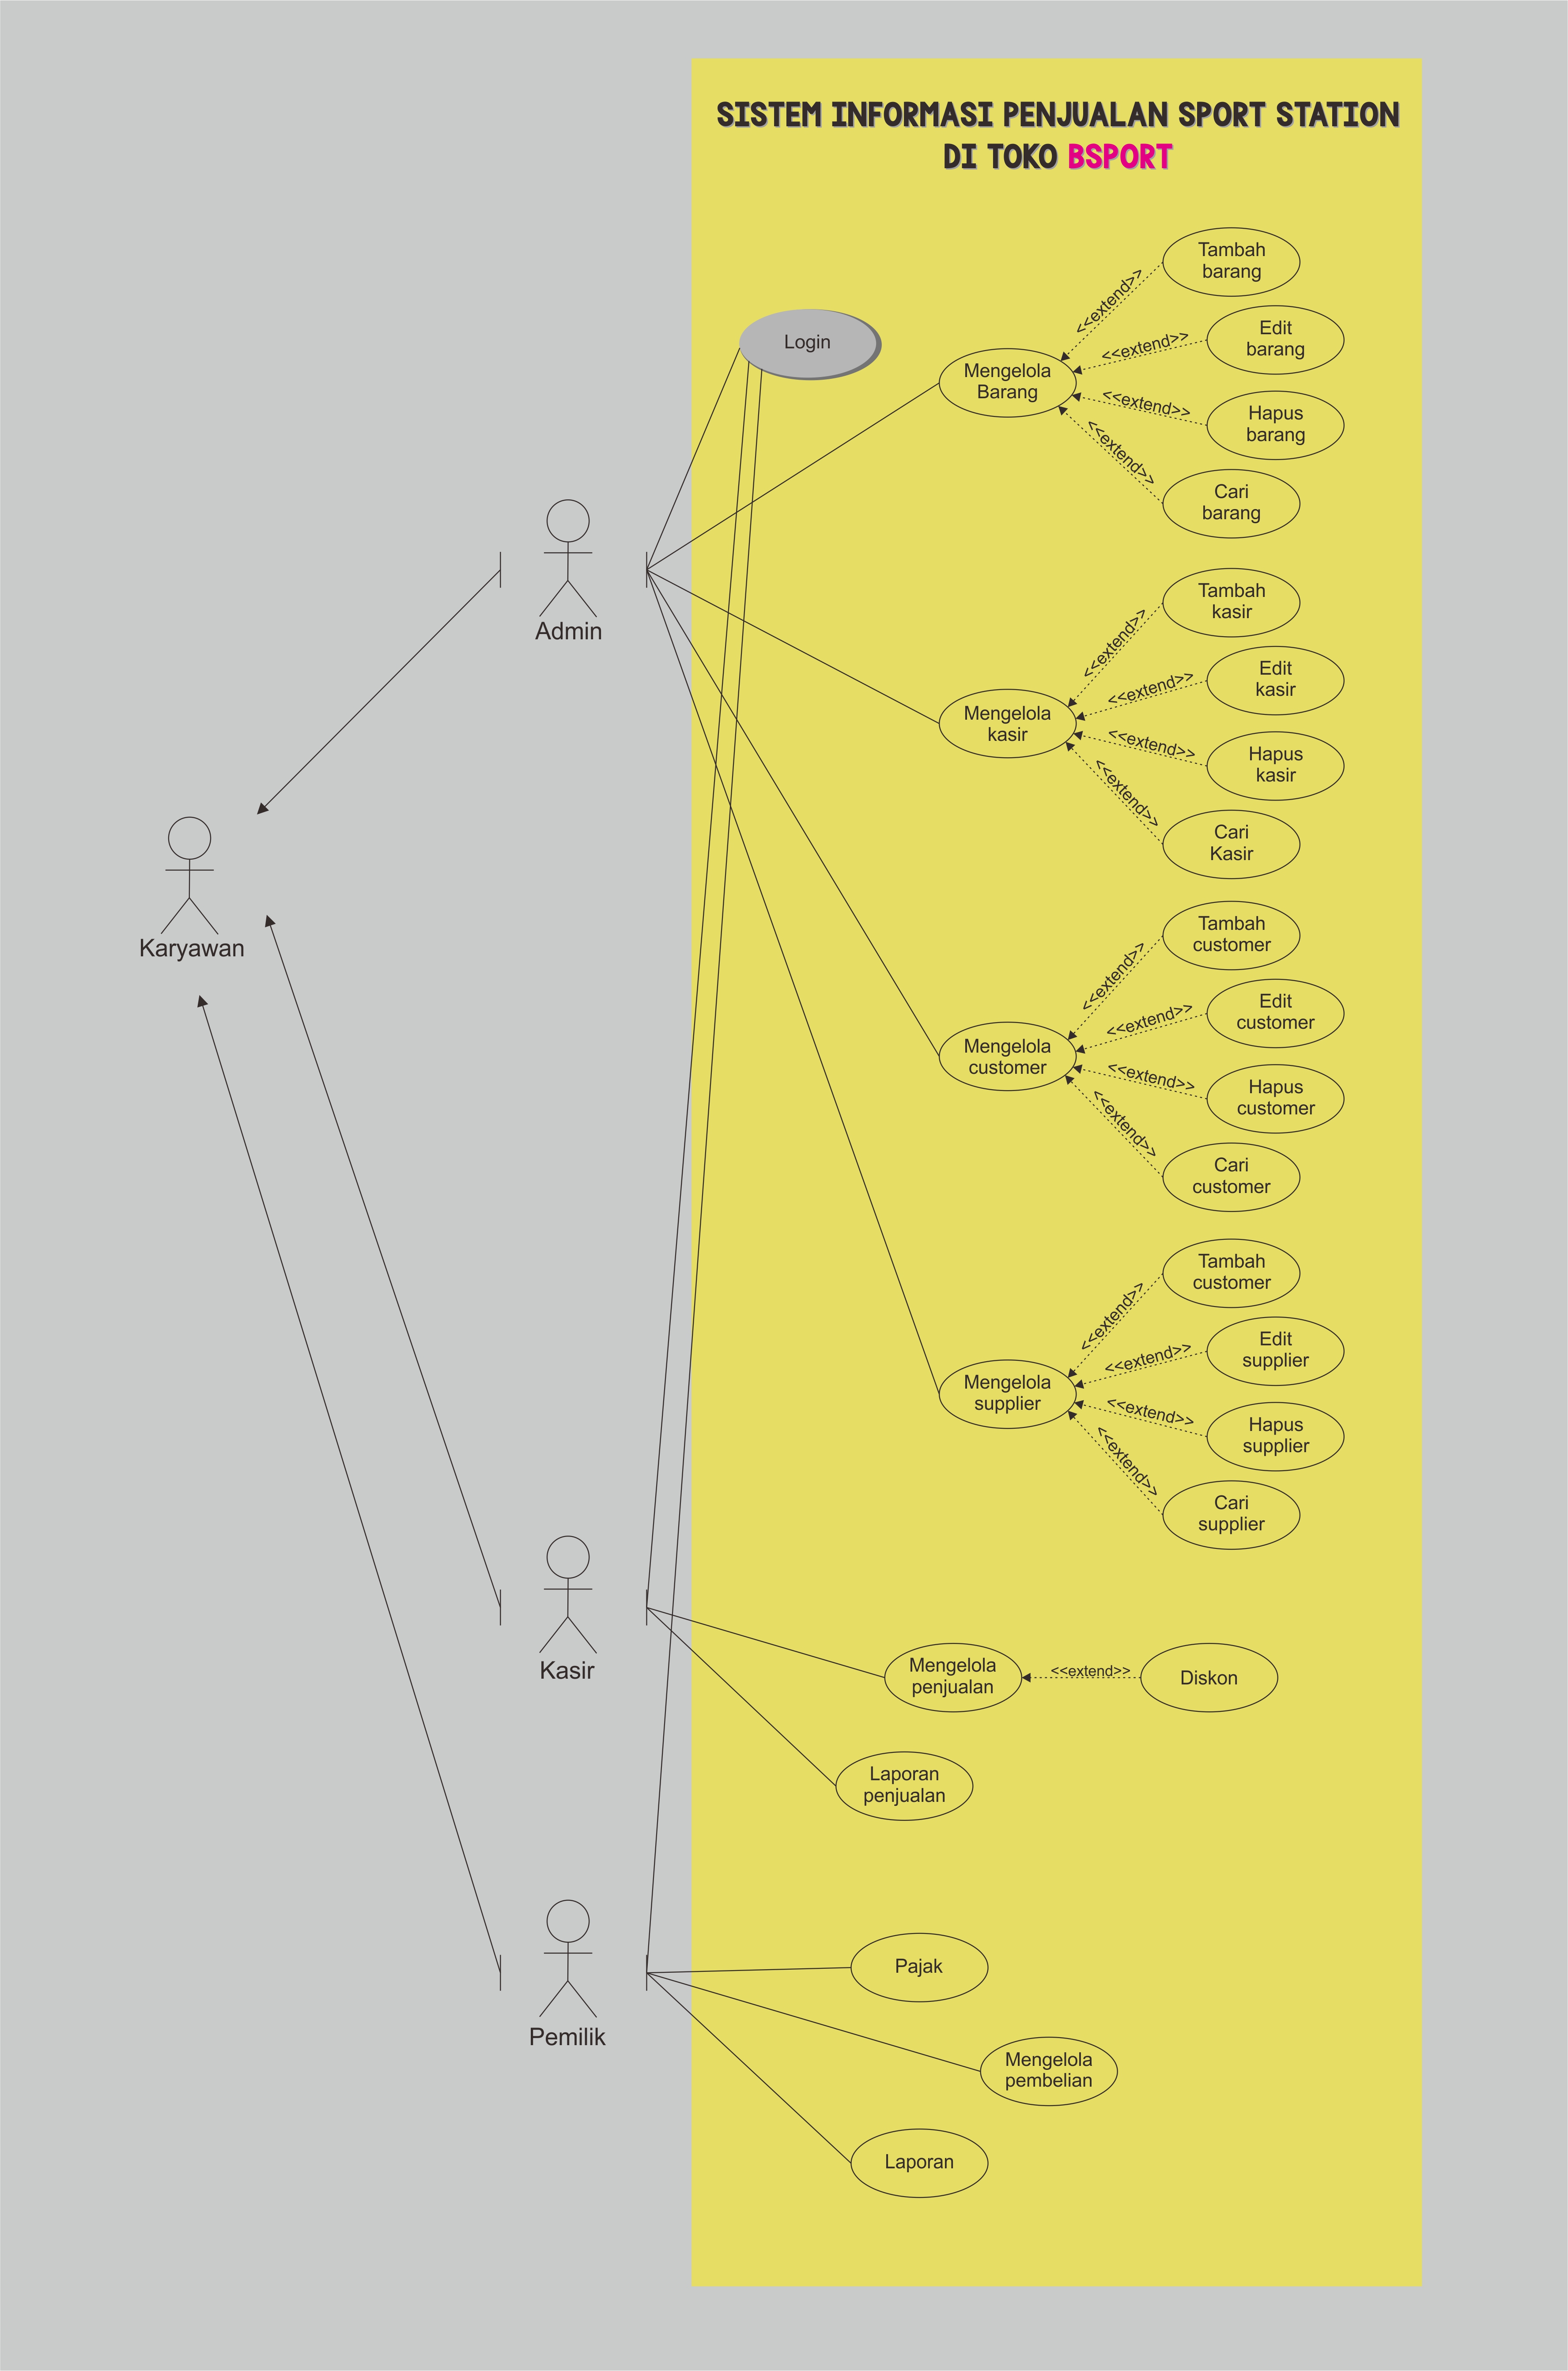 SISTEM INFORMASI PENJUALAN SPORT STATION
DI TOKO BSPORT
Login
Mengelola
Barang
<<extend>>
Tambah
barang
<<extend>>
Edit
barang
<<extend>>
Hapus
barang
<<extend>>
Cari
barang
Admin
Mengelola
kasir
<<extend>>
Tambah
kasir
<<extend>>
Edit
kasir
<<extend>>
Hapus
kasir
<<extend>>
Cari
Kasir
Karyawan
Mengelola
customer
<<extend>>
Tambah
customer
<<extend>>
Edit
customer
<<extend>>
Hapus
customer
<<extend>>
Cari
customer
Mengelola
supplier
<<extend>>
Tambah
customer
<<extend>>
Edit
supplier
<<extend>>
Hapus
supplier
<<extend>>
Cari
supplier
Kasir
Mengelola
penjualan
<<extend>>
Diskon
Laporan
penjualan
Pemilik
Pajak
Mengelola
pembelian
Laporan